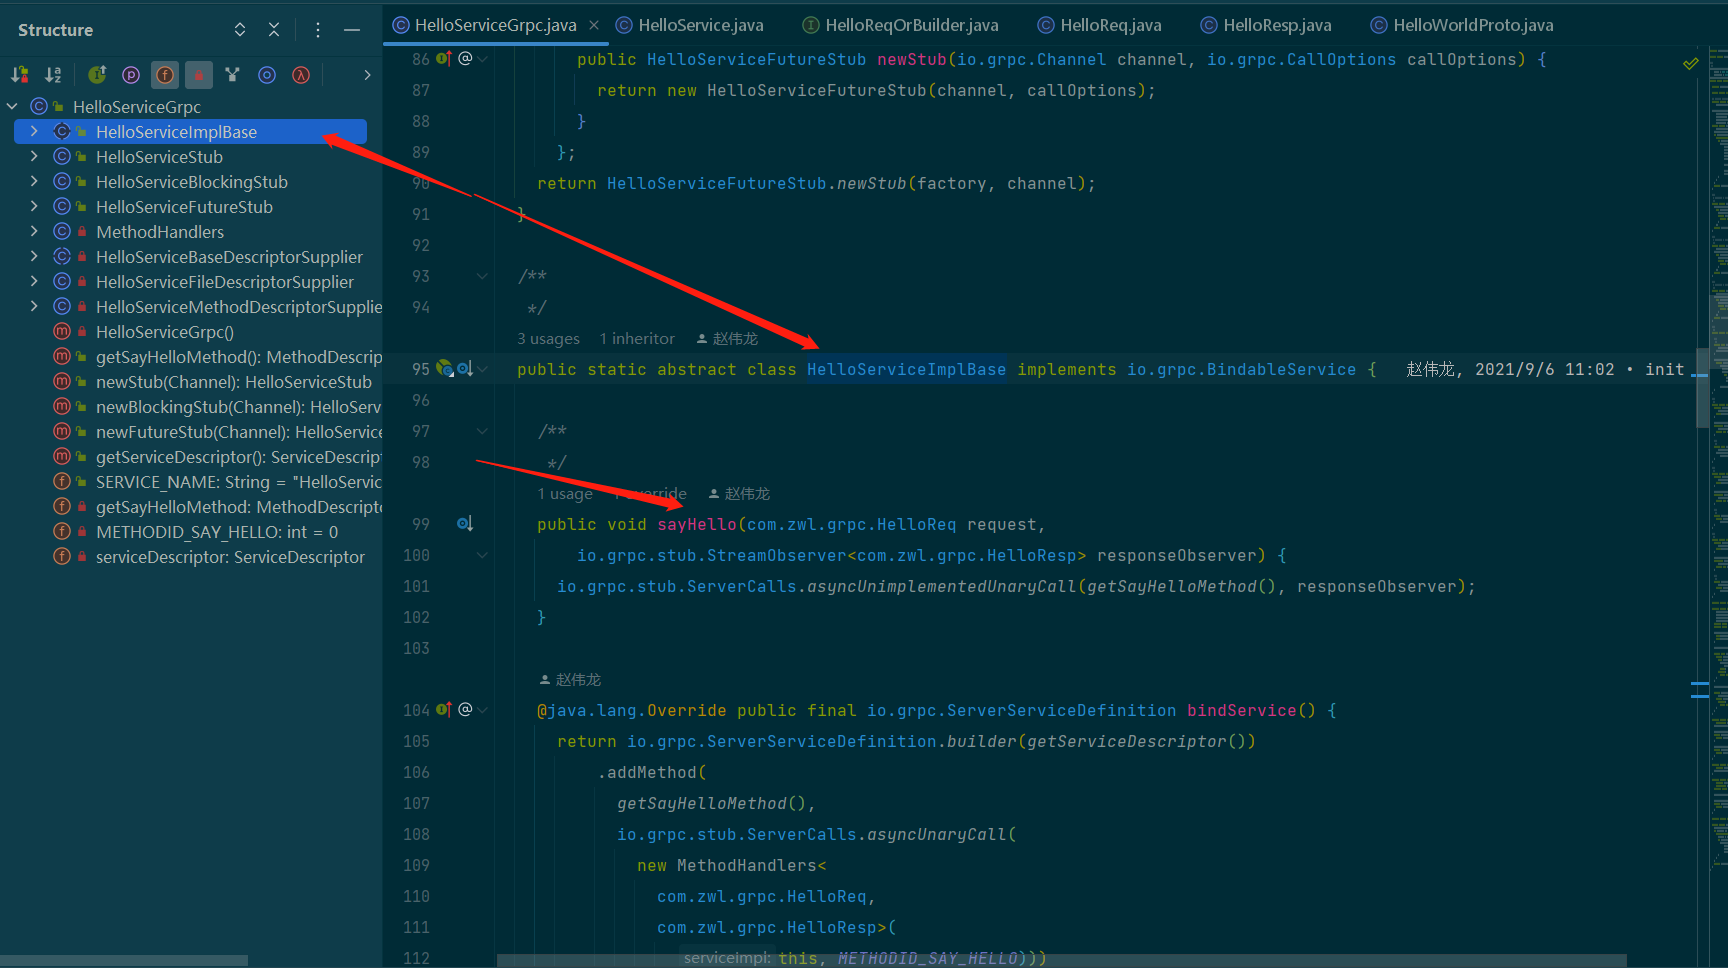 Structure
HelloServiceGrpc
HelloServiceImplBase
HelloServiceStub
HelloServiceBlockingStub
HelloServiceFutureStub
MethodHandlers
HelloServiceBaseDescriptorSupplier
HelloServiceFileDescriptorSupplier
HelloServiceMethodDescriptorSupplie
HelloServiceGrpc()
getSayHelloMethod(): MethodDescrip
newStub(Channel): HelloServiceStub
newBlockingStub(Channel): HelloServ
newFutureStub(Channel): HelloService
getServiceDescriptor(): ServiceDescript
SERVICE_NAME: String = "HelloServic
getSayHelloMethod: MethodDescripto
METHODID_SAY_HELLO: int = 0
serviceDescriptor: ServiceDescriptor
HelloServiceGrpc.java HelloService.java HelloReqOrBuilder.java HelloReq.java HelloResp.java HelloWorldProto.java
86 public HelloServiceFutureStub newStub(io.grpc.Channel channel, io.grpc.CallOptions callOptions) {
87 return new HelloServiceFutureStub(channel, callOptions);
88 }
89 };
90 return HelloServiceFutureStub.newStub(factory, channel);
91 }
92
93 /**
94 */
3 usages 1 inheritor 赵伟龙
95 public static abstract class HelloServiceImplBase implements io.grpc.BindableService { 赵伟龙, 2021/9/6 11:02 • init
96
97 /**
98 */
1 usage 1 override 赵伟龙
99 public void sayHello(com.zwl.grpc.HelloReq request,
100 io.grpc.stub.StreamObserver<com.zwl.grpc.HelloResp> responseObserver) {
101 io.grpc.stub.ServerCalls.asyncUnimplementedUnaryCall(getSayHelloMethod(), responseObserver);
102 }
103
赵伟龙
104 @java.lang.Override public final io.grpc.ServerServiceDefinition bindService() {
105 return io.grpc.ServerServiceDefinition.builder(getServiceDescriptor())
106 .addMethod(
107 getSayHelloMethod(),
108 io.grpc.stub.ServerCalls.asyncUnaryCall(
109 new MethodHandlers<
110 com.zwl.grpc.HelloReq,
111 com.zwl.grpc.HelloResp>(
112 serviceImpl: this, METHODID_SAY_HELLO)))